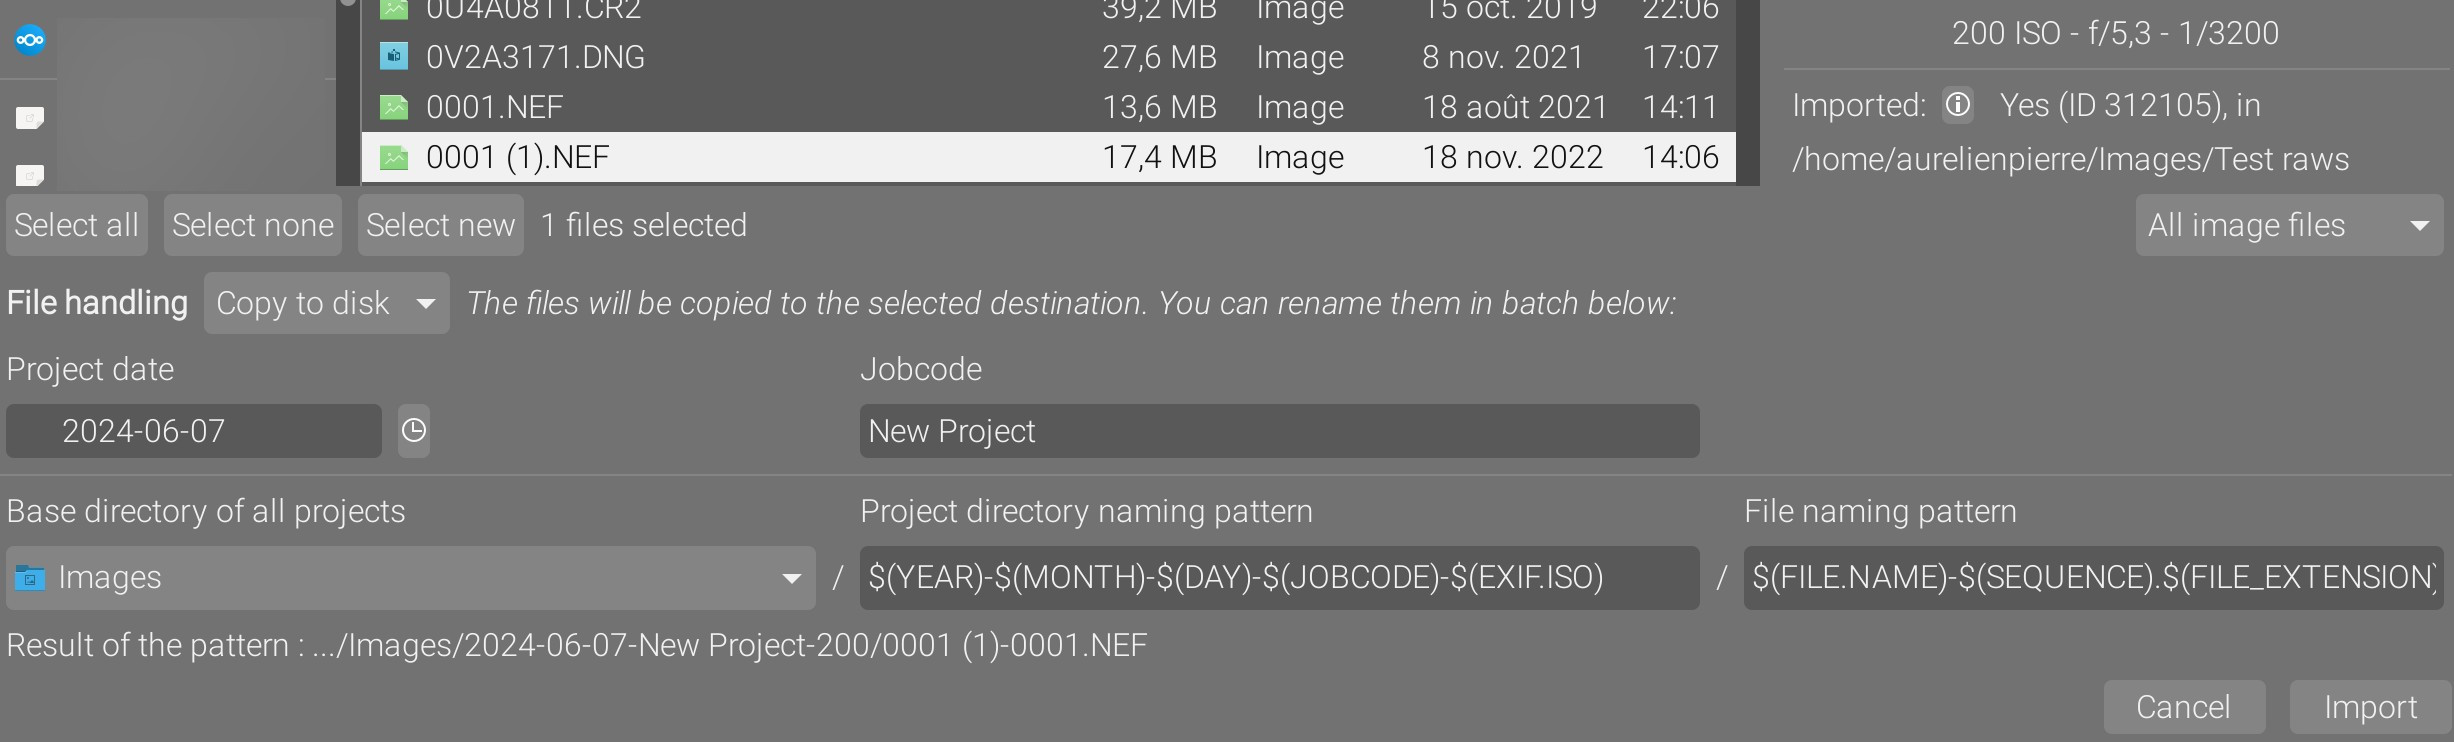 0U4A0811.CR2 39,2 MB Image 15 oct. 2019 22:06
200 ISO - f/5,3 - 1/3200
0V2A3171.DNG 27,6 MB Image 8 nov. 2021 17:07
0001.NEF 13,6 MB Image 18 août 2021 14:11
Imported: Yes (ID 312105), in
0001 (1).NEF 17,4 MB Image 18 nov. 2022 14:06
/home/aurelienpierre/Images/Test raws
Select all Select none Select new 1 files selected All image files
File handling Copy to disk The files will be copied to the selected destination. You can rename them in batch below:
Project date Jobcode
2024-06-07 New Project
Base directory of all projects Project directory naming pattern File naming pattern
Images / $(YEAR)-$(MONTH)-$(DAY)-$(JOBCODE)-$(EXIF.ISO) / $(FILE.NAME)-$(SEQUENCE).$(FILE_EXTENSION)
Result of the pattern : .../Images/2024-06-07-New Project-200/0001 (1)-0001.NEF
Cancel Import